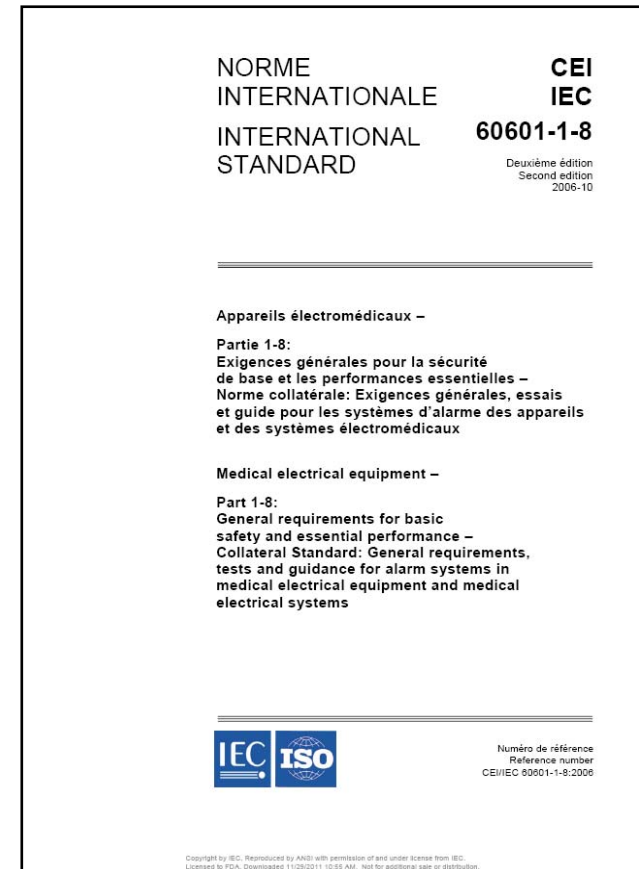 NORME
INTERNATIONALE
CEI
IEC
INTERNATIONAL
STANDARD
60601-1-8
Deuxième édition
Second edition
2006-10
Appareils électromédicaux –
Partie 1-8:
Exigences générales pour la sécurité
de base et les performances essentielles –
Norme collatérale: Exigences générales, essais
et guide pour les systèmes d'alarme des appareils
et des systèmes électromédicaux
Medical electrical equipment –
Part 1-8:
General requirements for basic
safety and essential performance –
Collateral Standard: General requirements,
tests and guidance for alarm systems in
medical electrical equipment and medical
electrical systems
IEC ISO
Numéro de référence
Reference number
CEI/IEC 60601-1-8:2006
Copyright by IEC. Reproduced by ANSI with permission of and under license from IEC.
Licensed to FDA. Downloaded 11/29/2011 10:55 AM. Not for additional sale or distribution.